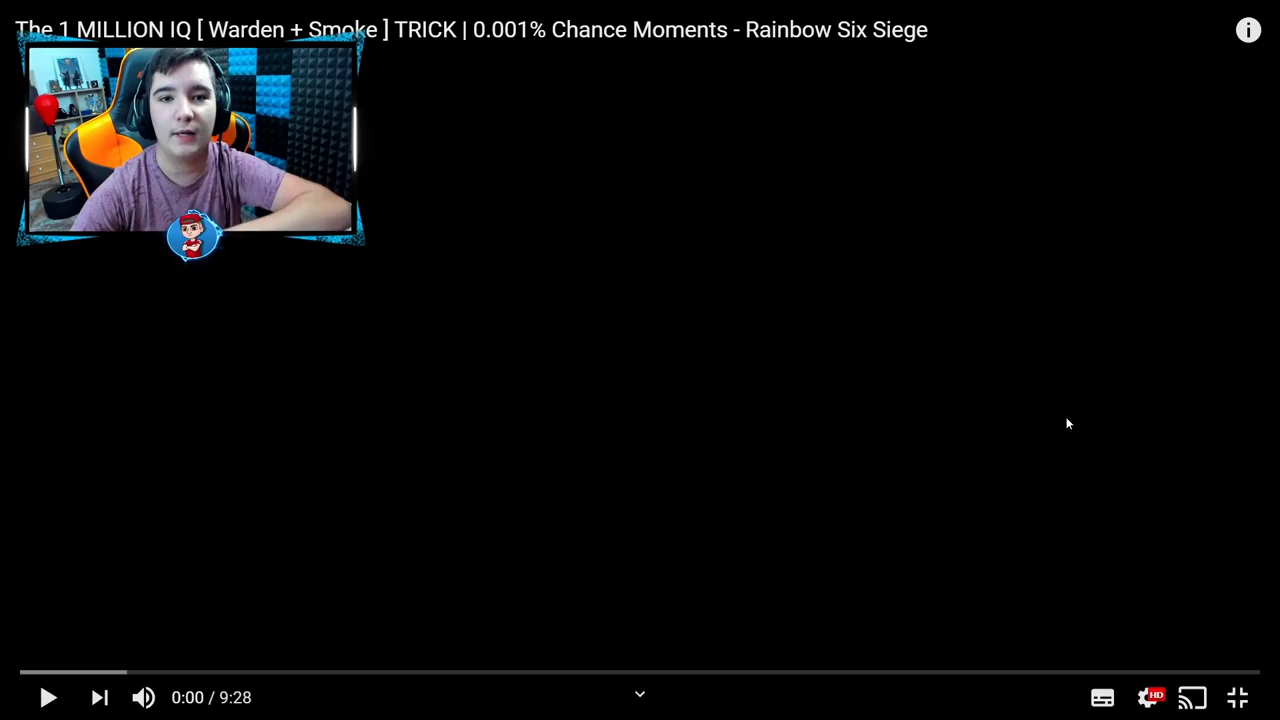 The 1 MILLION IQ [ Warden + Smoke ] TRICK | 0.001% Chance Moments - Rainbow Six Siege
0:00 / 9:28
HD